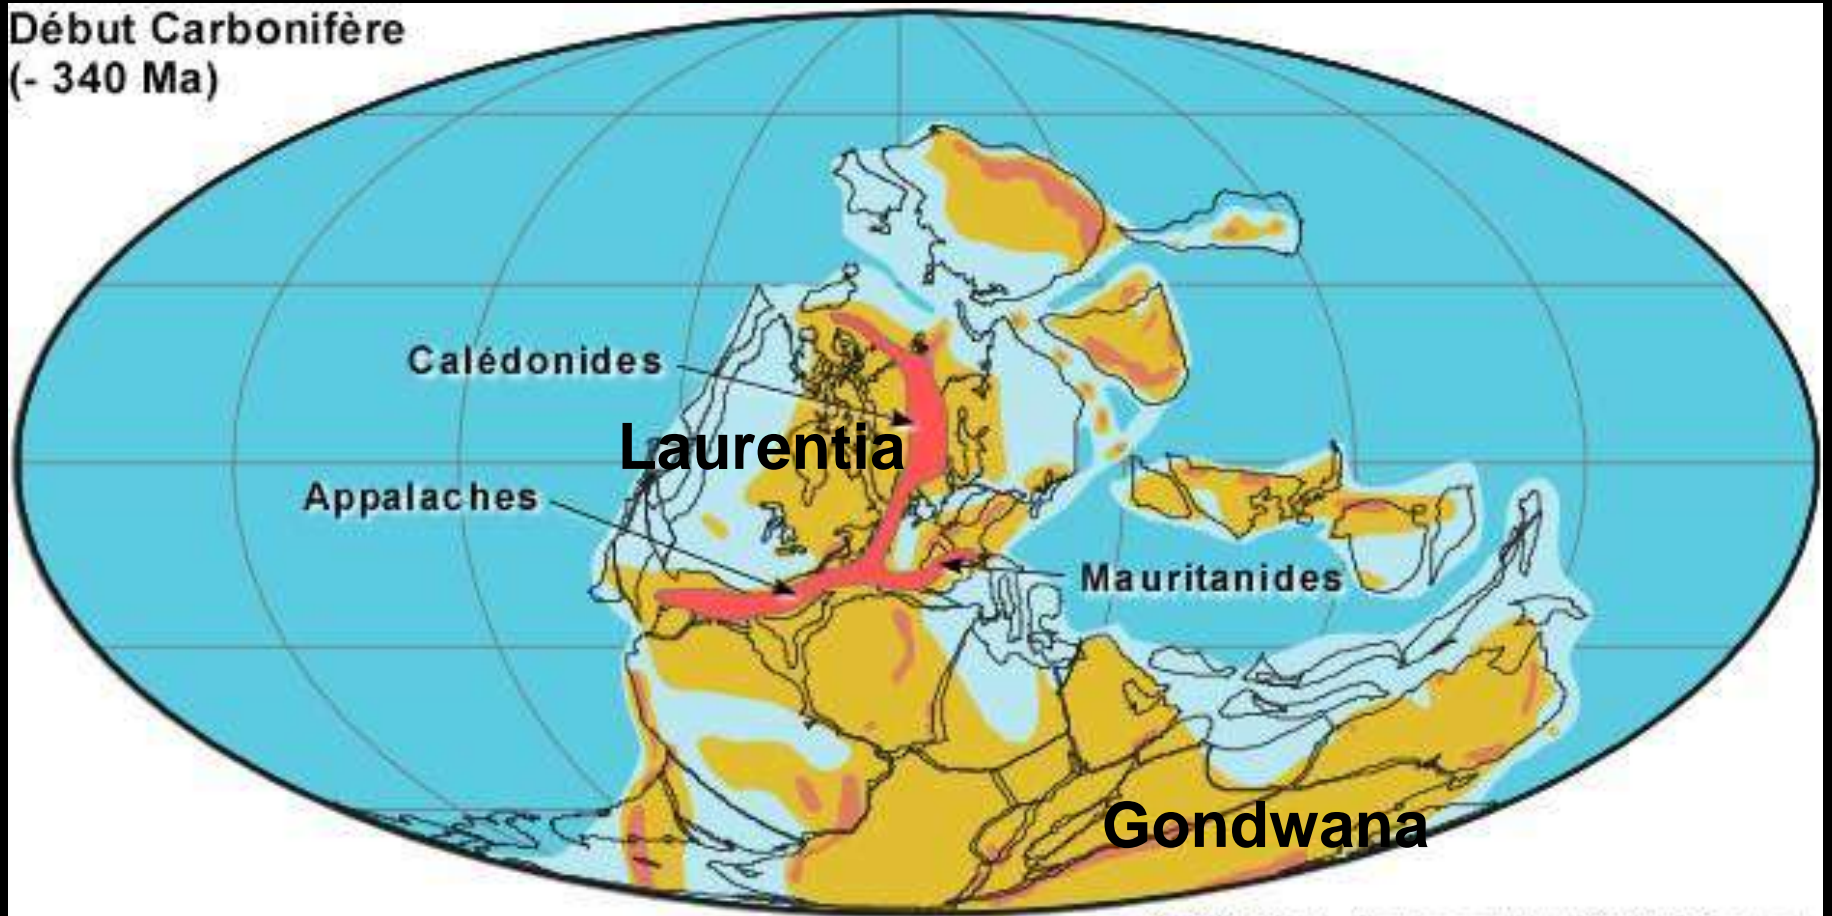 Début Carbonifère
(- 340 Ma)
Calédonides
Laurentia
Appalaches
Mauritanides
Gondwana